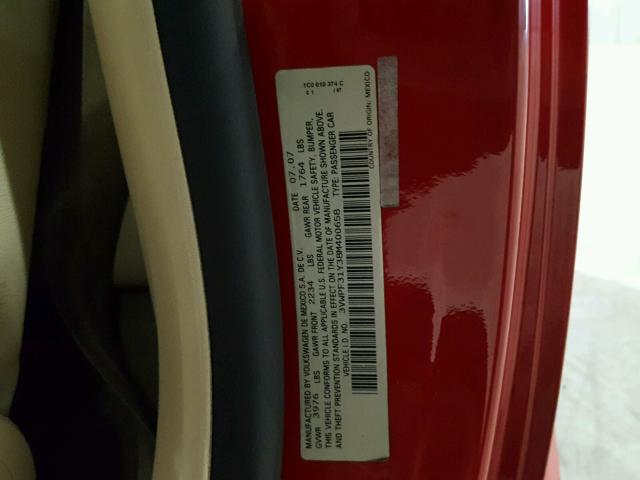 1C0 010 374 C
MANUFACTURED BY VOLKSWAGEN DE MEXICO S.A. DE C.V. DATE 07.07
GVWR 3976 LBS GAWR FRONT 2234 LBS GAWR REAR 1764 LBS
THIS VEHICLE CONFORMS TO ALL APPLICABLE U.S. FEDERAL MOTOR VEHICLE SAFETY, BUMPER,
AND THEFT PREVENTION STANDARDS IN EFFECT ON THE DATE OF MANUFACTURE SHOWN ABOVE.
VEHICLE I.D. NO. 3VWPF31Y38M400658 TYPE: PASSENGER CAR
COUNTRY OF ORIGIN: MEXICO